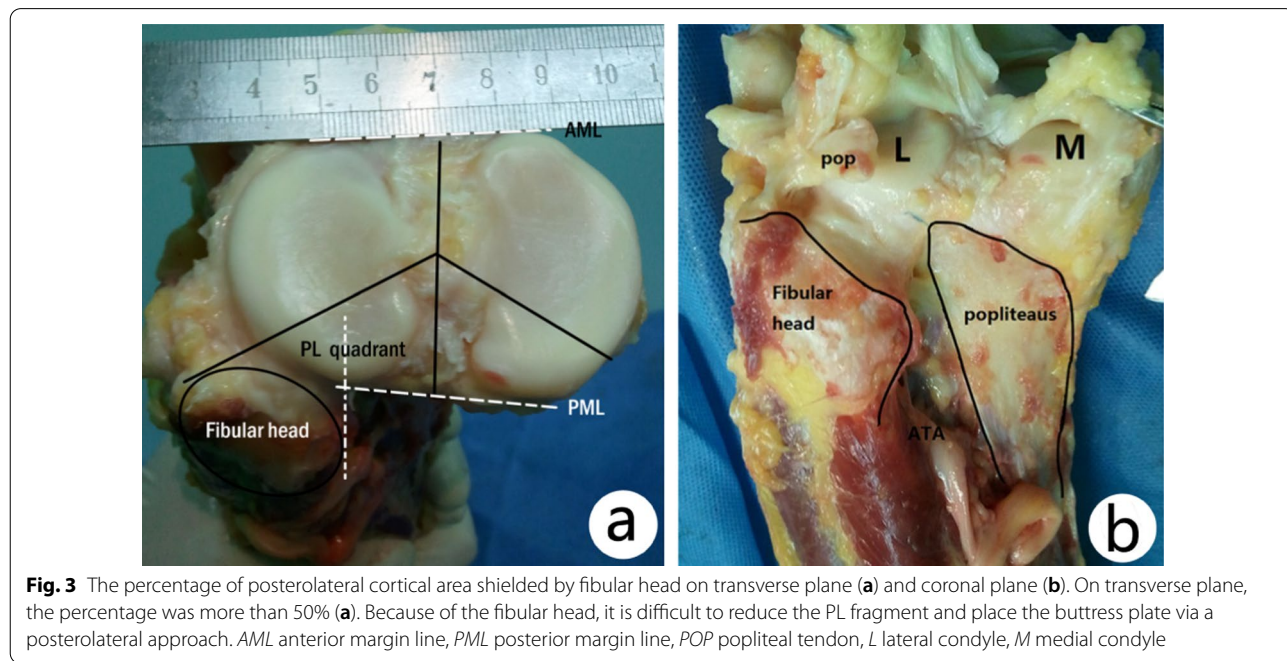 3 4 5 6 7 8 9 10 1
AML
PL quadrant
PML
Fibular head
a
pop
L
M
Fibular
head
popliteaus
ATA
b
Fig. 3 The percentage of posterolateral cortical area shielded by fibular head on transverse plane (a) and coronal plane (b). On transverse plane,
the percentage was more than 50% (a). Because of the fibular head, it is difficult to reduce the PL fragment and place the buttress plate via a
posterolateral approach. AML anterior margin line, PML posterior margin line, POP popliteal tendon, L lateral condyle, M medial condyle